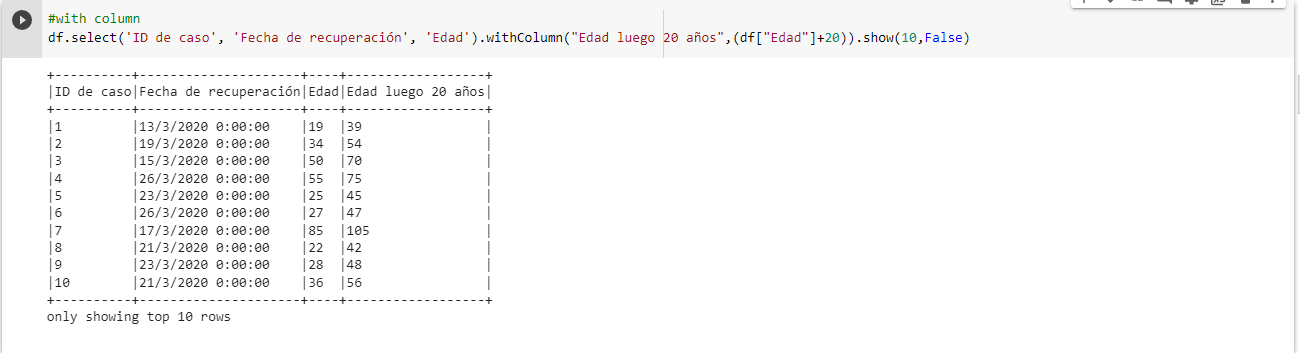 #with column
df.select('ID de caso', 'Fecha de recuperación', 'Edad').withColumn("Edad luego 20 años",(df["Edad"]+20)).show(10,False)
+----------+---------------------+----+------------------+
|ID de caso|Fecha de recuperación|Edad|Edad luego 20 años|
+----------+---------------------+----+------------------+
|1         |13/3/2020 0:00:00    |19  |39                |
|2         |19/3/2020 0:00:00    |34  |54                |
|3         |15/3/2020 0:00:00    |50  |70                |
|4         |26/3/2020 0:00:00    |55  |75                |
|5         |23/3/2020 0:00:00    |25  |45                |
|6         |26/3/2020 0:00:00    |27  |47                |
|7         |17/3/2020 0:00:00    |85  |105               |
|8         |21/3/2020 0:00:00    |22  |42                |
|9         |23/3/2020 0:00:00    |28  |48                |
|10        |21/3/2020 0:00:00    |36  |56                |
+----------+---------------------+----+------------------+
only showing top 10 rows